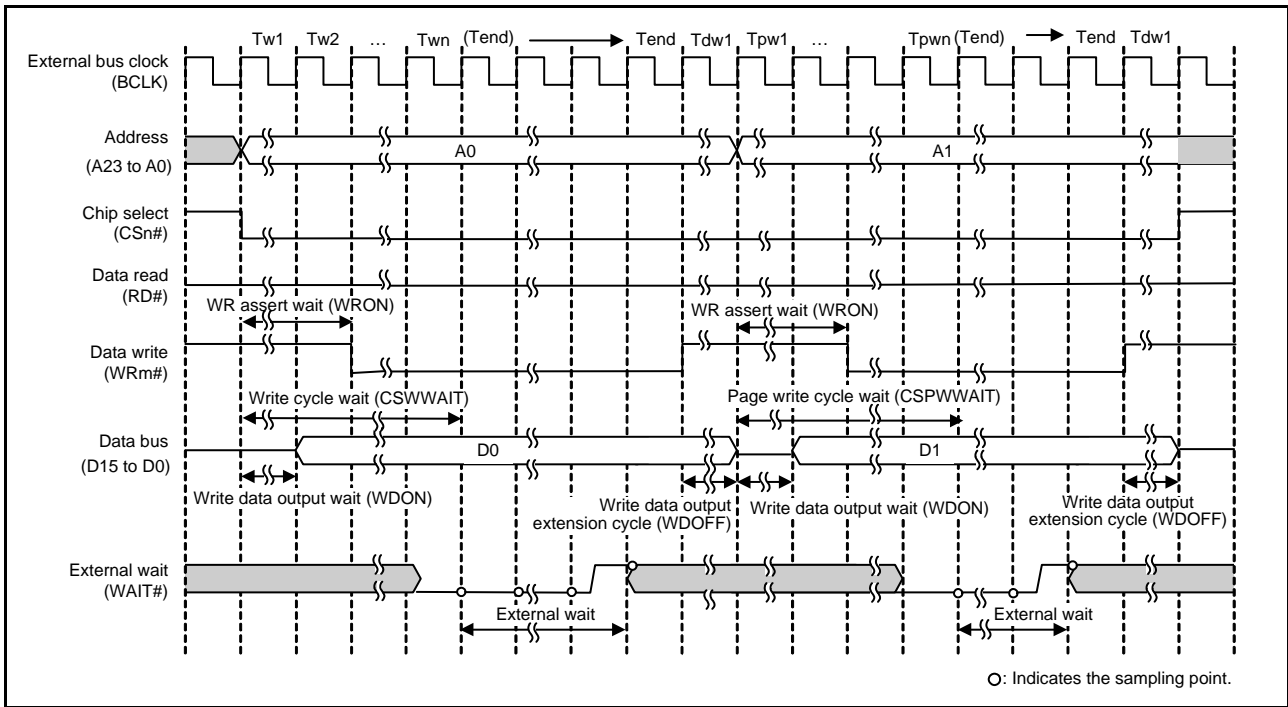 Tw1 Tw2 … Twn (Tend) Tend Tdw1 Tpw1 … Tpwn (Tend) Tend Tdw1
External bus clock
(BCLK)
Address
(A23 to A0)
A0 A1
Chip select
(CSn#)
Data read
(RD#)
WR assert wait (WRON) WR assert wait (WRON)
Data write
(WRm#)
Write cycle wait (CSWWAIT) Page write cycle wait (CSPWWAIT)
Data bus
(D15 to D0)
D0 D1
Write data output wait (WDON) Write data output
extension cycle (WDOFF) Write data output wait (WDON) Write data output
extension cycle (WDOFF)
External wait
(WAIT#)
External wait External wait
O: Indicates the sampling point.